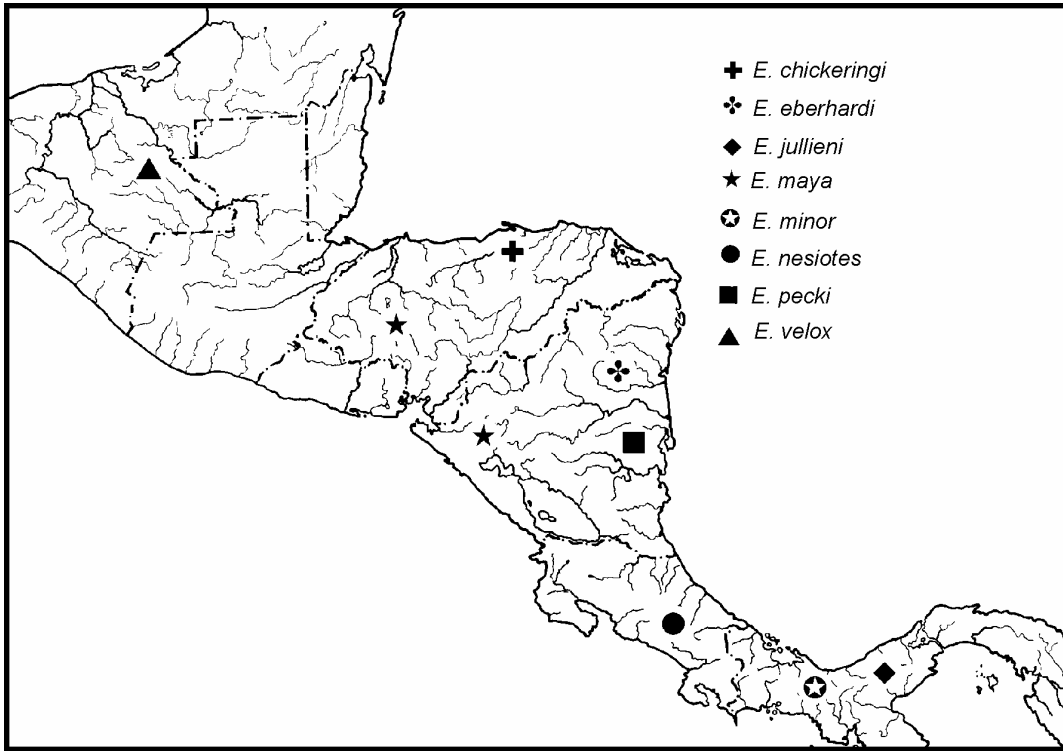 E. chickeringi
E. eberhardi
E. jullieni
E. maya
E. minor
E. nesiotes
E. pecki
E. velox